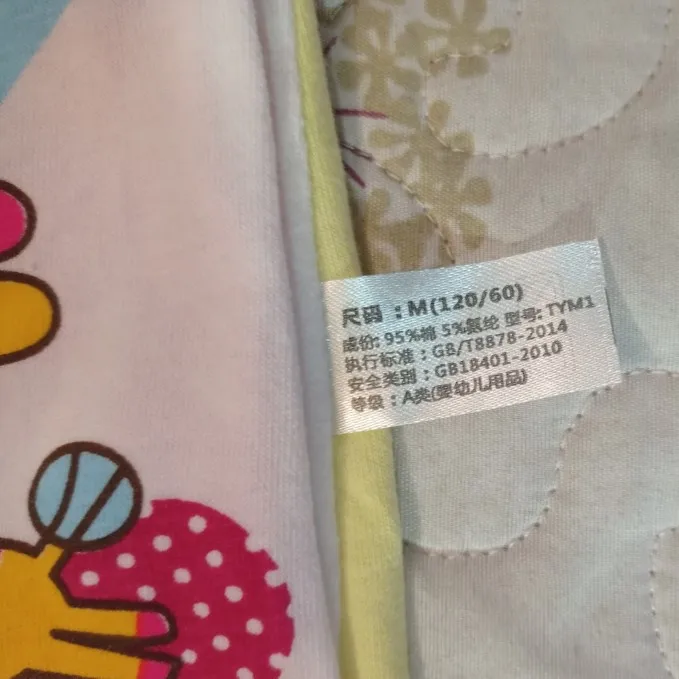 尺码：M(120/60)
成份: 95%棉 5%氨纶 型号: TYM1
执行标准：GB/T8878-2014
安全类别：GB18401-2010
等级：A类(婴幼儿用品)